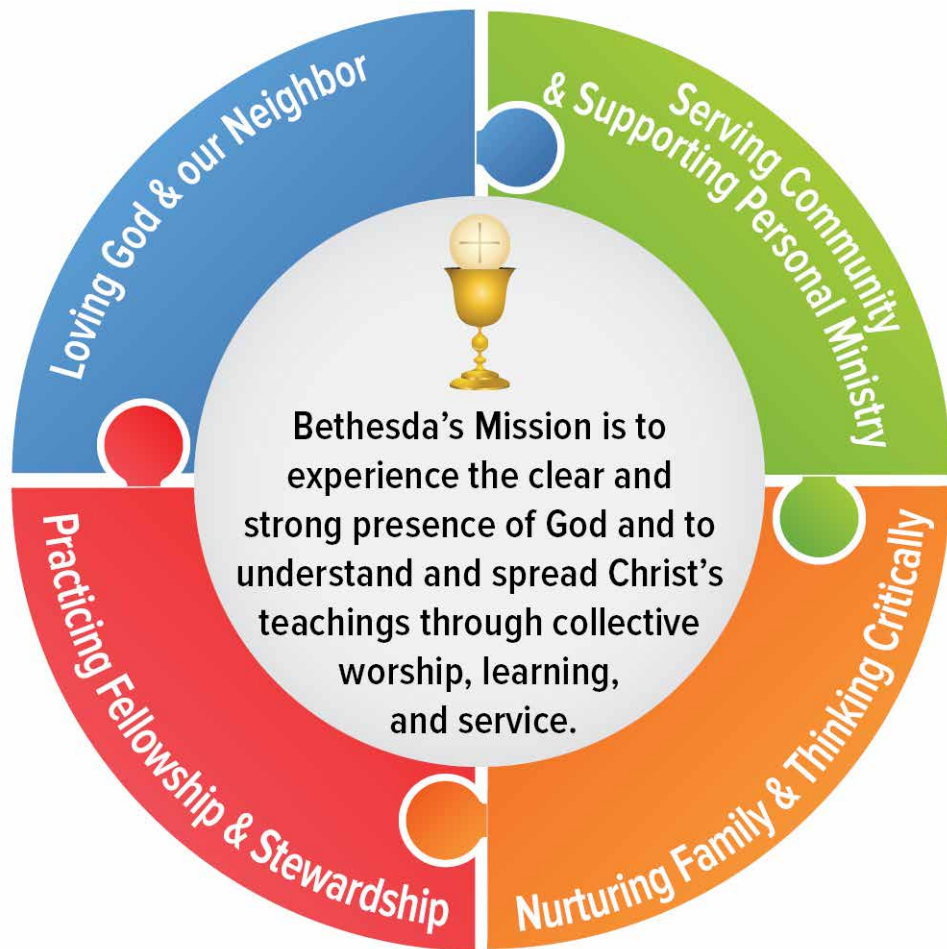 Loving God & our Neighbor
Serving Community
& Supporting Personal Ministry
Bethesda’s Mission is to
experience the clear and
strong presence of God and to
understand and spread Christ’s
teachings through collective
worship, learning,
and service.
Practicing Fellowship & Stewardship
Nurturing Family & Thinking Critically